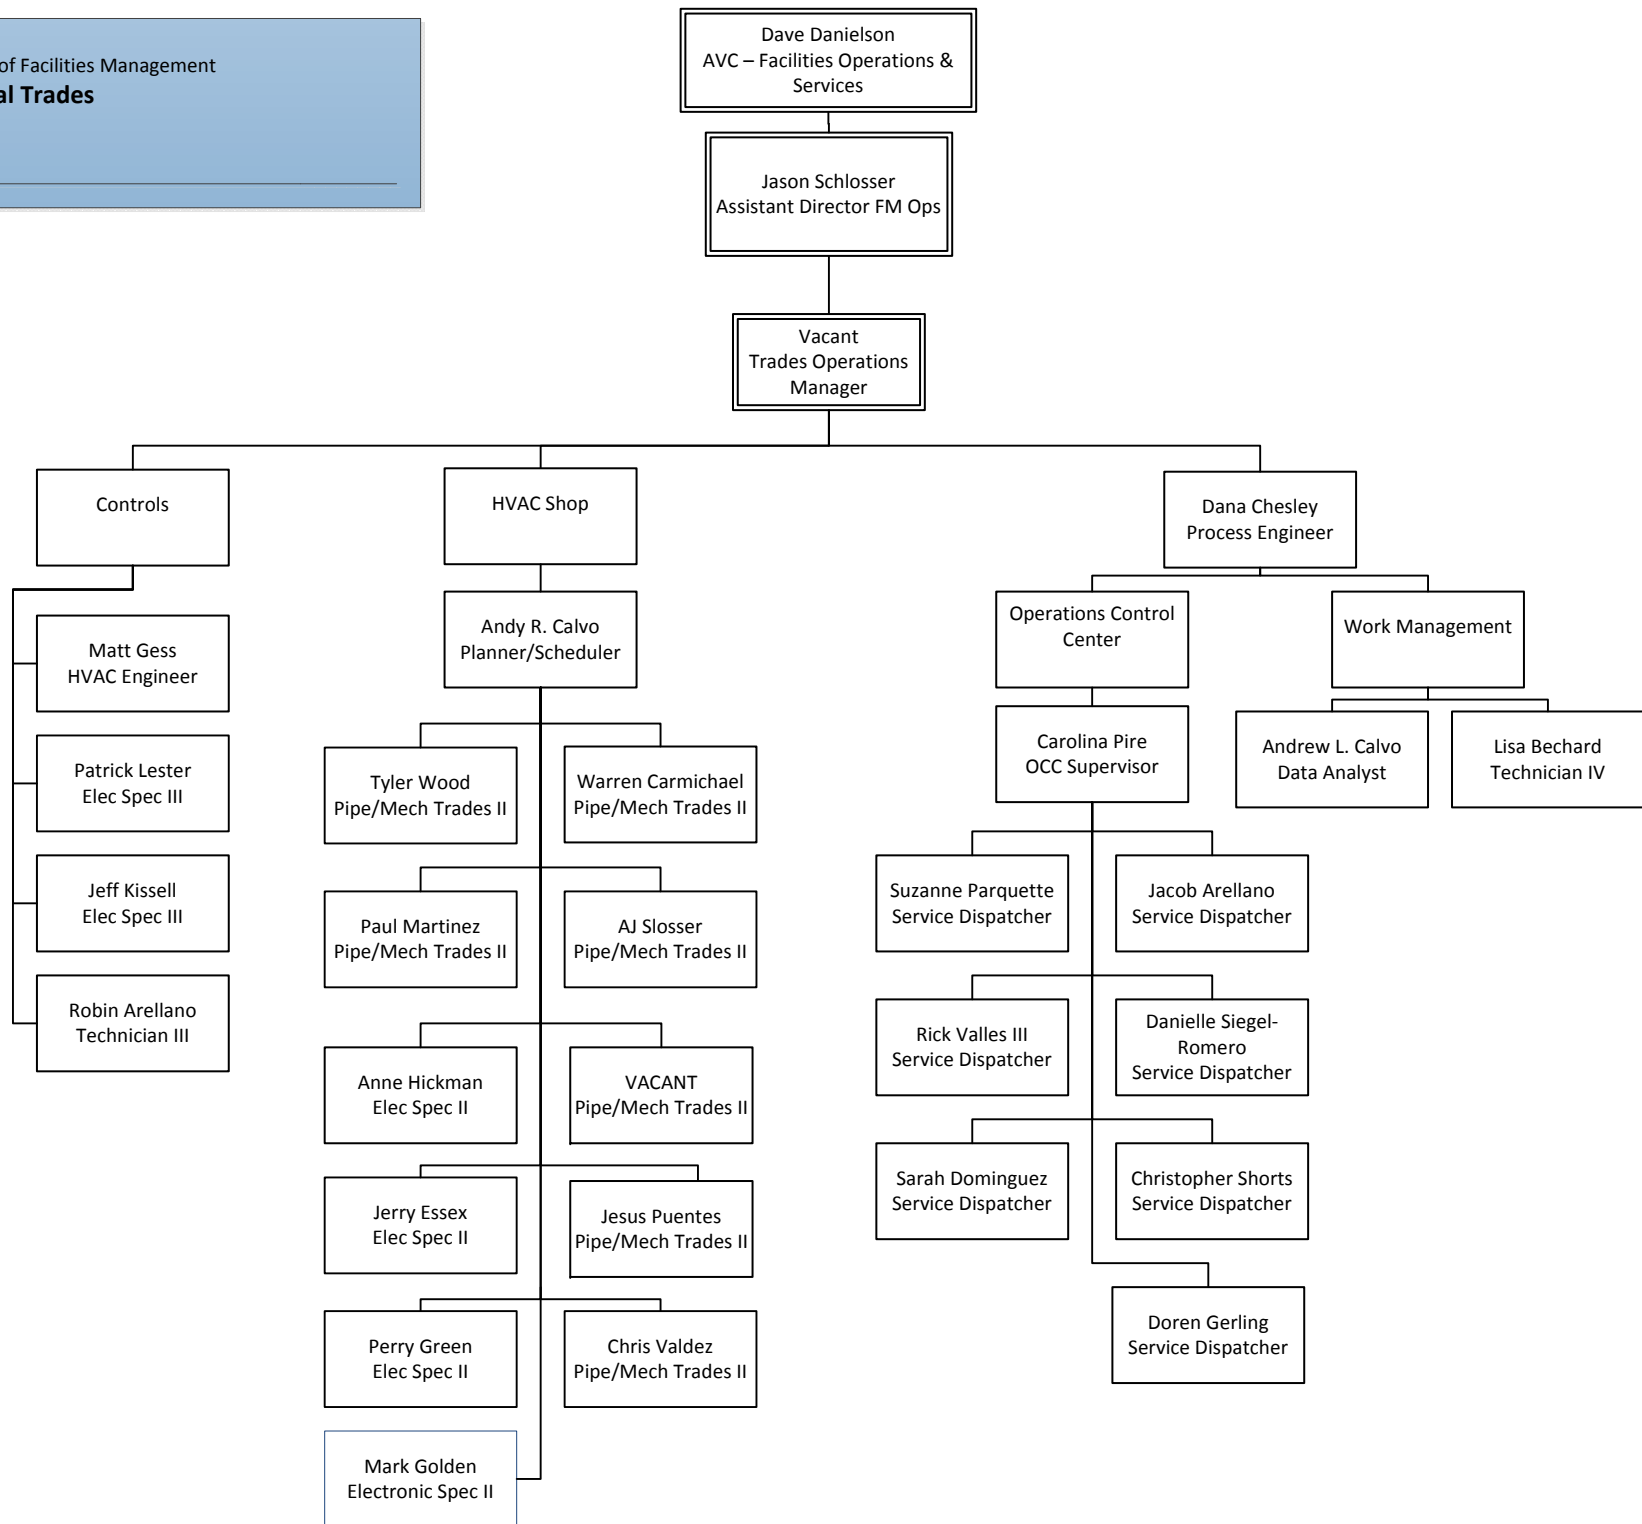 of Facilities Management
Trades
Dave Danielson
AVC – Facilities Operations &
Services
Jason Schlosser
Assistant Director FM Ops
Vacant
Trades Operations
Manager
Controls
Matt Gess
HVAC Engineer
Patrick Lester
Elec Spec III
Jeff Kissell
Elec Spec III
Robin Arellano
Technician III
HVAC Shop
Andy R. Calvo
Planner/Scheduler
Tyler Wood
Pipe/Mech Trades II
Warren Carmichael
Pipe/Mech Trades II
Paul Martinez
Pipe/Mech Trades II
AJ Slosser
Pipe/Mech Trades II
Anne Hickman
Elec Spec II
VACANT
Pipe/Mech Trades II
Jerry Essex
Elec Spec II
Jesus Puentes
Pipe/Mech Trades II
Perry Green
Elec Spec II
Chris Valdez
Pipe/Mech Trades II
Mark Golden
Electronic Spec II
Dana Chesley
Process Engineer
Operations Control
Center
Carolina Pire
OCC Supervisor
Suzanne Parquette
Service Dispatcher
Jacob Arellano
Service Dispatcher
Rick Valles III
Service Dispatcher
Danielle Siegel-
Romero
Service Dispatcher
Sarah Dominguez
Service Dispatcher
Christopher Shorts
Service Dispatcher
Doren Gerling
Service Dispatcher
Work Management
Andrew L. Calvo
Data Analyst
Lisa Bechard
Technician IV